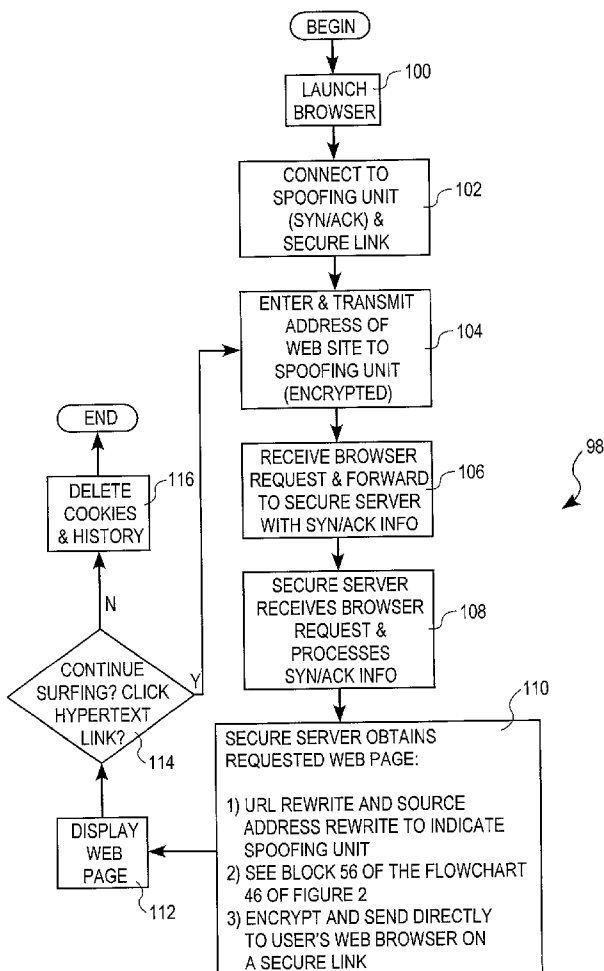 BEGIN
100
LAUNCH
BROWSER
CONNECT TO
SPOOFING UNIT
(SYN/ACK) &
SECURE LINK
102
ENTER & TRANSMIT
ADDRESS OF
WEB SITE TO
SPOOFING UNIT
(ENCRYPTED)
104
RECEIVE BROWSER
REQUEST & FORWARD
TO SECURE SERVER
WITH SYN/ACK INFO
106
98
SECURE SERVER
RECEIVES BROWSER
REQUEST &
PROCESSES
SYN/ACK INFO
108
110
SECURE SERVER OBTAINS
REQUESTED WEB PAGE:
1) URL REWRITE AND SOURCE
ADDRESS REWRITE TO INDICATE
SPOOFING UNIT
2) SEE BLOCK 56 OF THE FLOWCHART
46 OF FIGURE 2
3) ENCRYPT AND SEND DIRECTLY
TO USER'S WEB BROWSER ON
A SECURE LINK
DISPLAY
WEB
PAGE
112
CONTINUE
SURFING? CLICK
HYPERTEXT
LINK?
114
Y
N
DELETE
COOKIES
& HISTORY
116
END